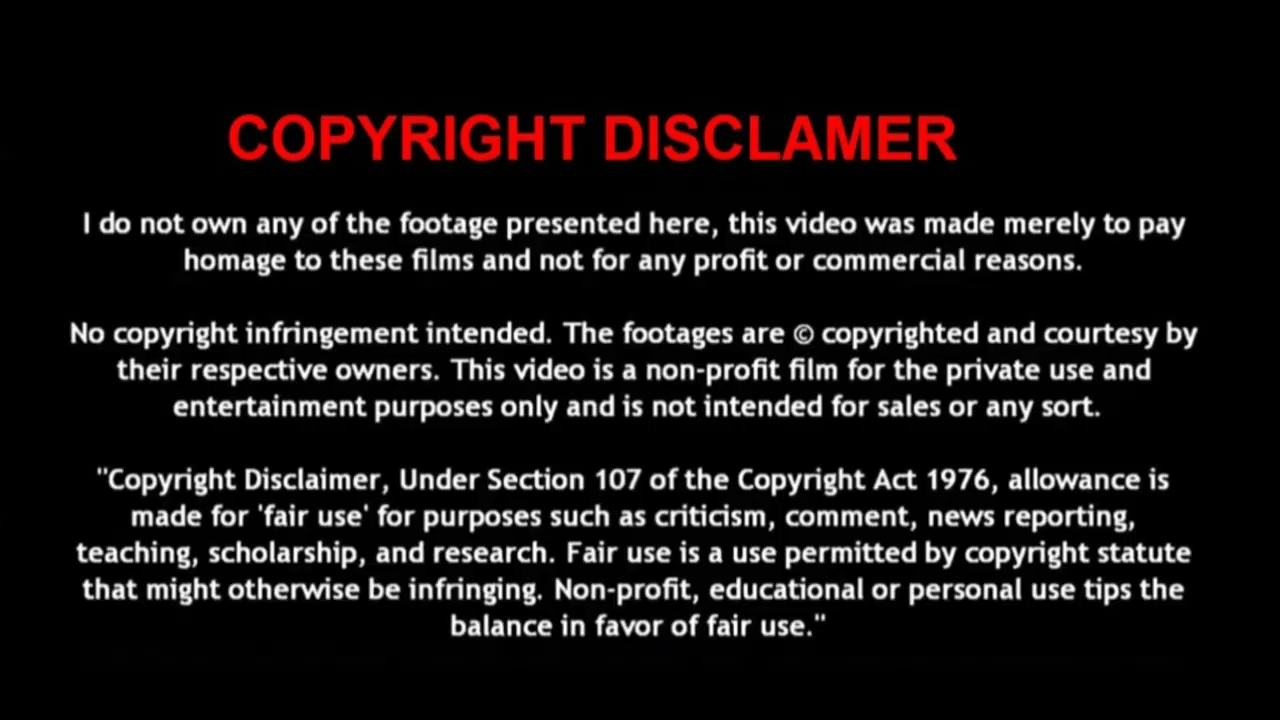 COPYRIGHT DISCLAMER
I do not own any of the footage presented here, this video was made merely to pay
homage to these films and not for any profit or commercial reasons.
No copyright infringement intended. The footages are © copyrighted and courtesy by
their respective owners. This video is a non-profit film for the private use and
entertainment purposes only and is not intended for sales or any sort.
"Copyright Disclaimer, Under Section 107 of the Copyright Act 1976, allowance is
made for 'fair use' for purposes such as criticism, comment, news reporting,
teaching, scholarship, and research. Fair use is a use permitted by copyright statute
that might otherwise be infringing. Non-profit, educational or personal use tips the
balance in favor of fair use."